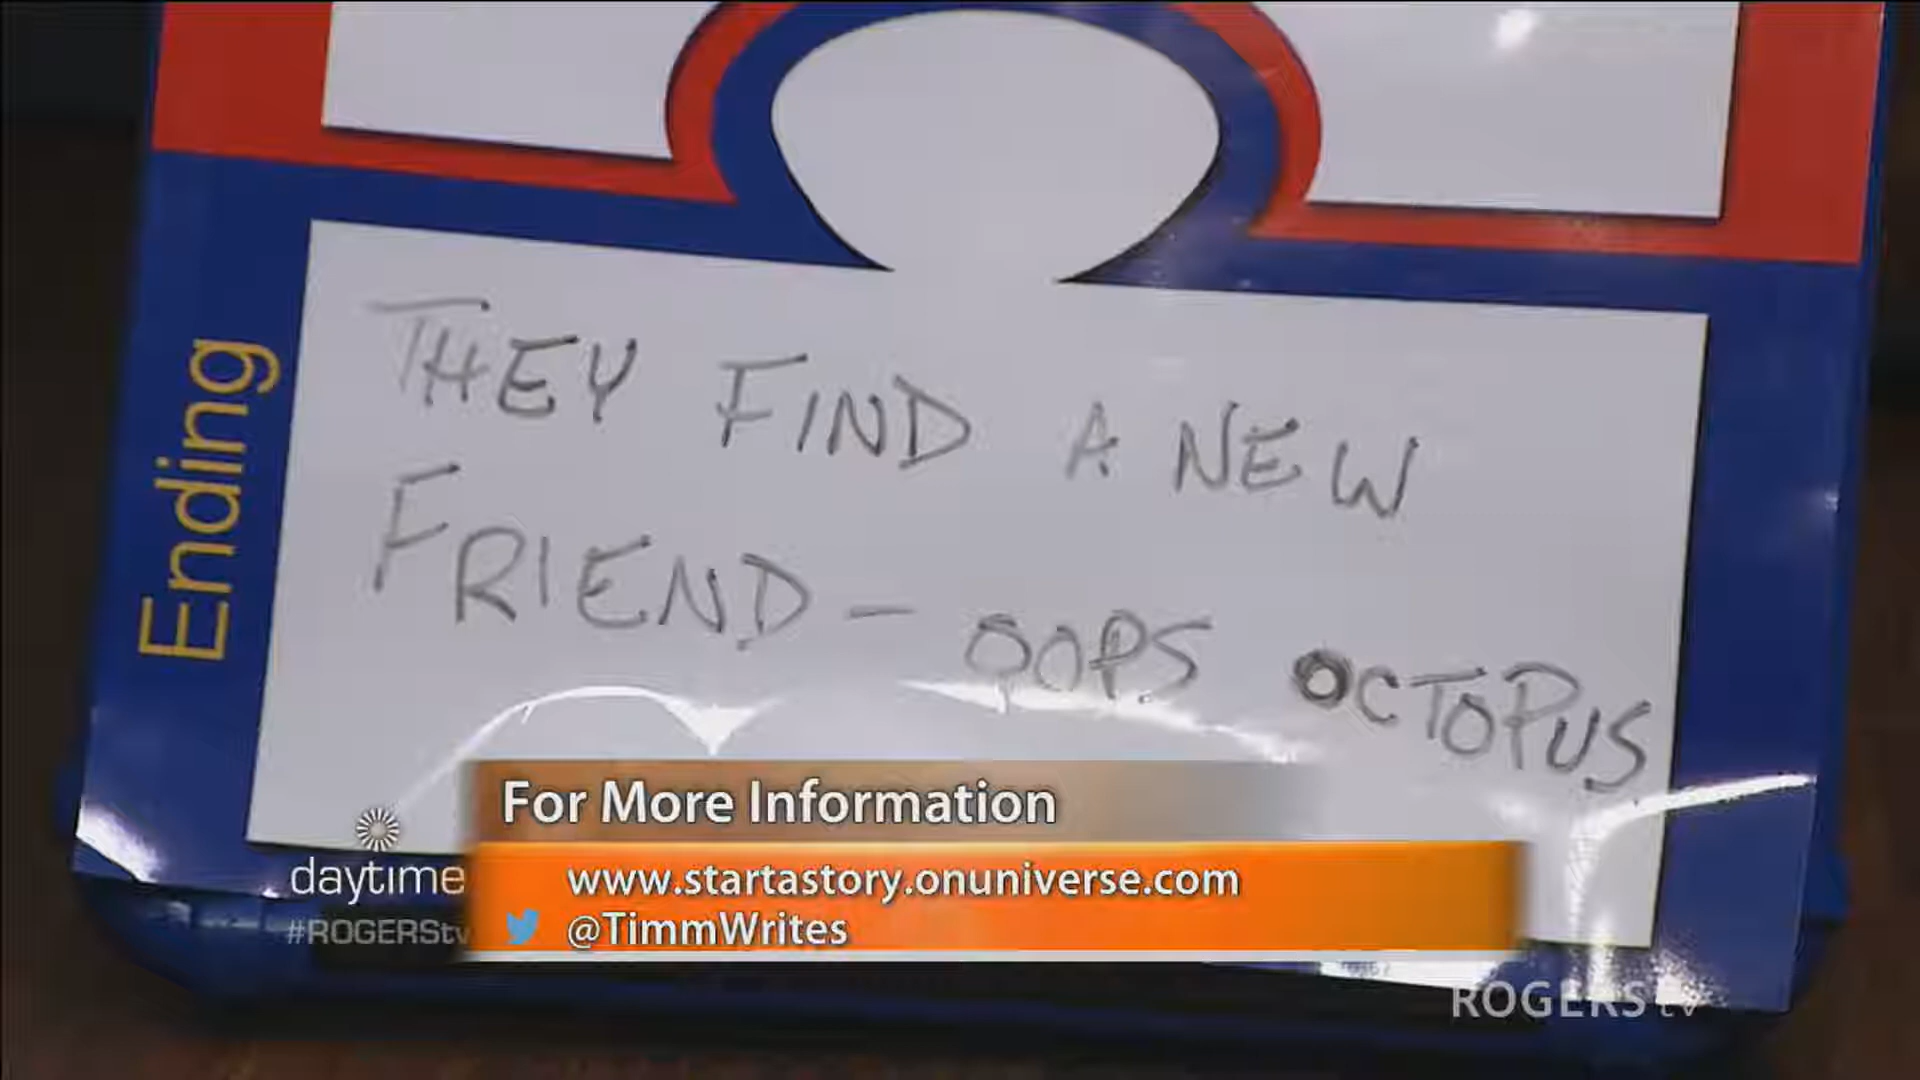 Ending
THEY FIND A NEW
FRIEND - OOPS OCTOPUS
For More Information
www.startastory.onuniverse.com
@TimmWrites
daytime
#ROGERStv
ROGERS tv